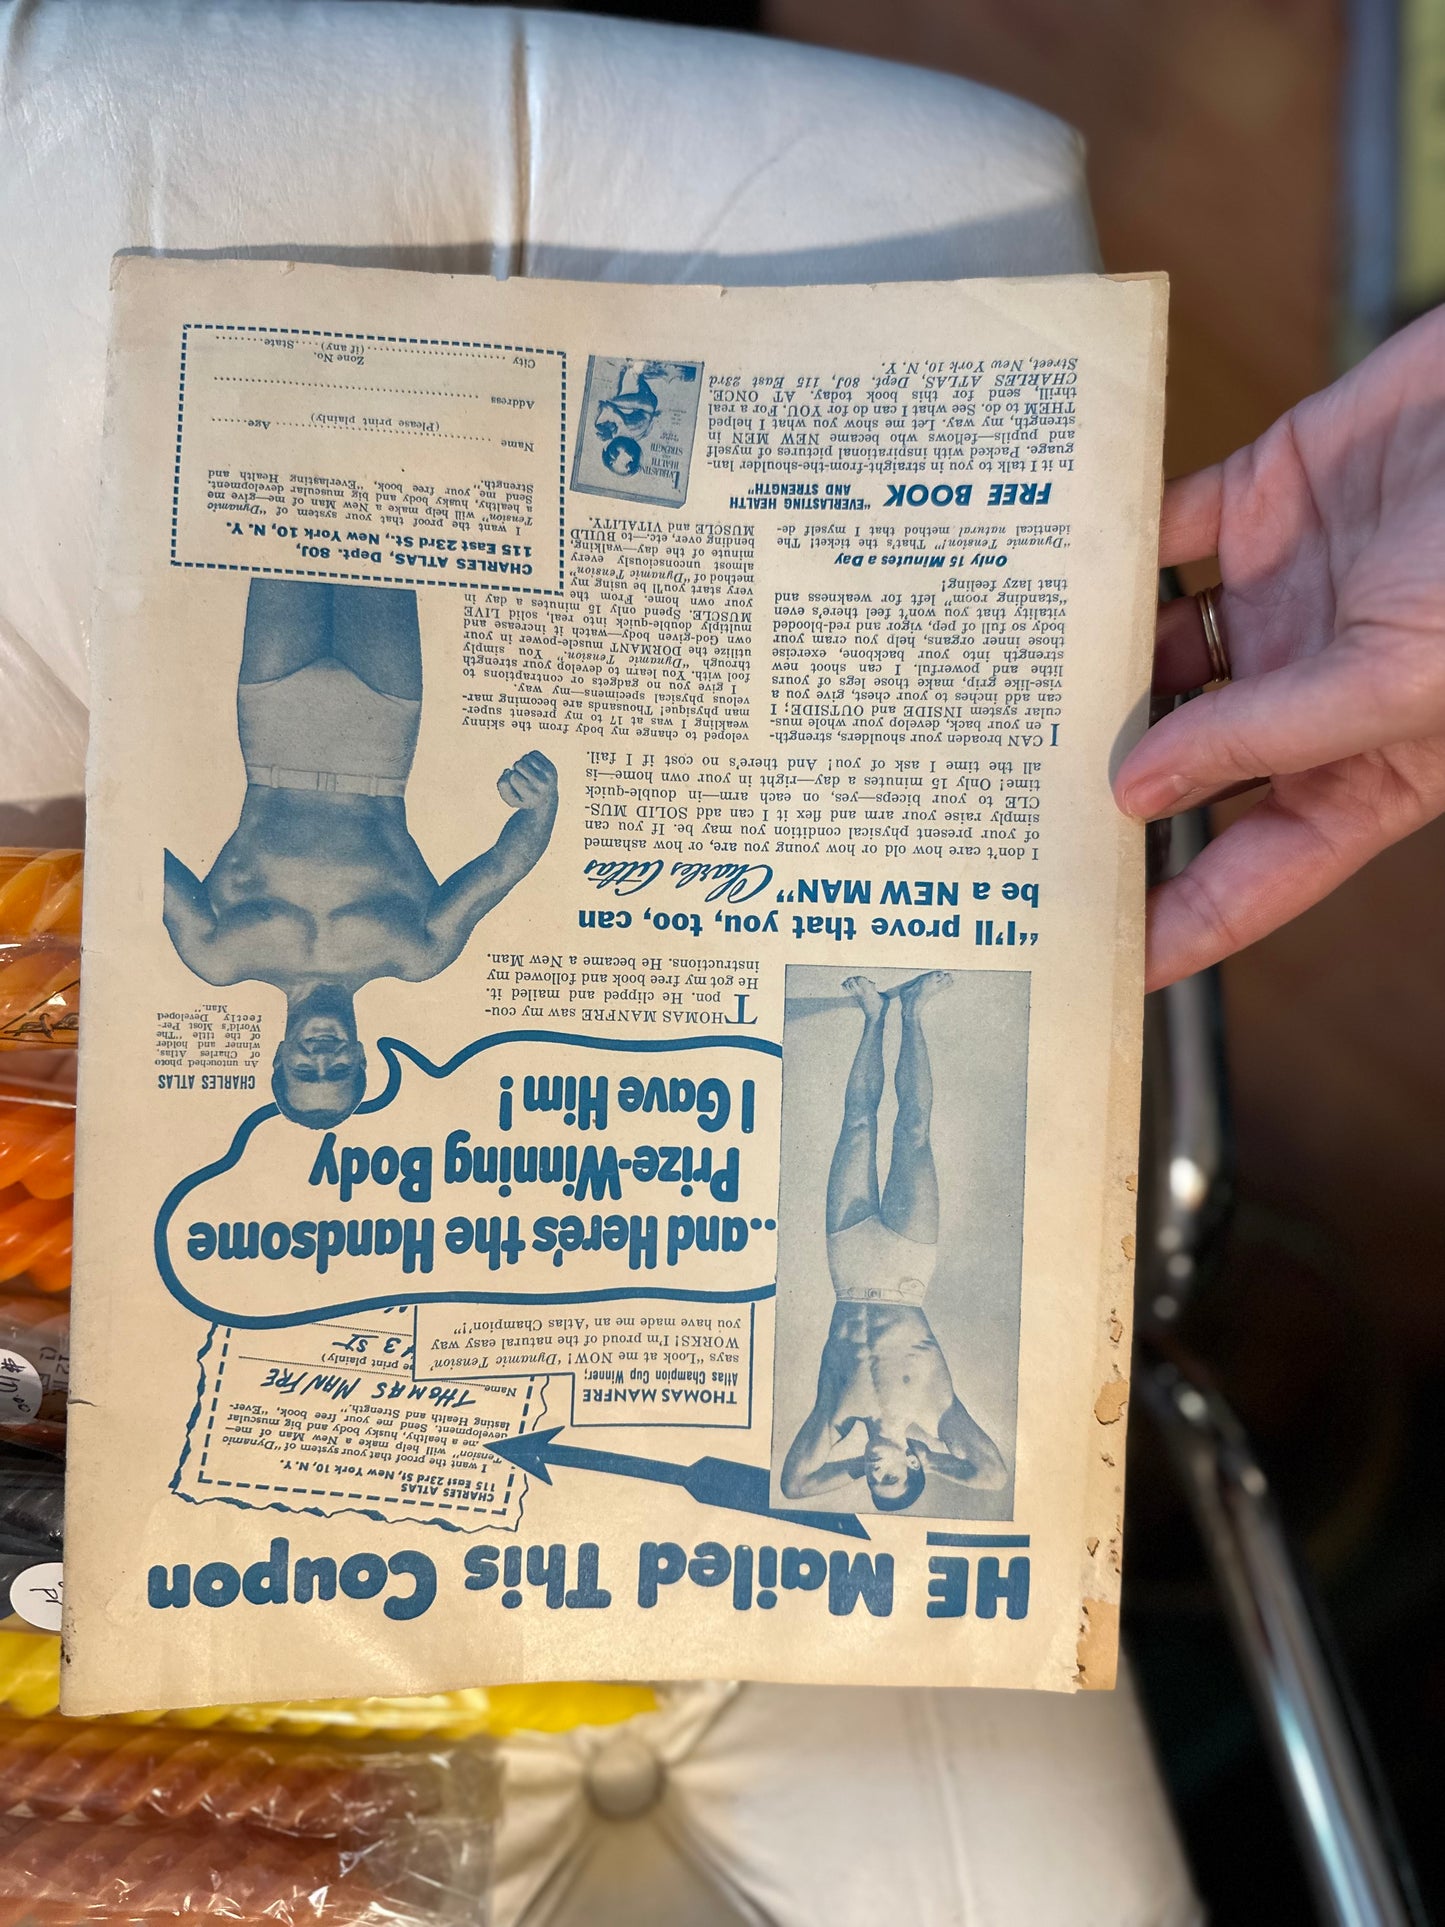 HE Mailed This Coupon
CHARLES ATLAS
115 East 23rd St, New York 10, N. Y.
I want the proof that your system of "Dynamic
Tension" will help make a New Man of me—
me a healthy, husky body and big muscular
development. Send me your free book, "Ever-
lasting Health and Strength."
Name THOMAS MANFRE
se print plainly)
3 St
THOMAS MANFRE
Atlas Champion Cup Winner;
says "Look at me NOW! 'Dynamic Tension'
WORKS! I'm proud of the natural easy way
you have made me an 'Atlas Champion'!"
..and Here's the Handsome
Prize-Winning Body
I Gave Him!
CHARLES ATLAS
An untouched photo
of Charles Atlas,
winner and holder
of the title "The
World's Most Per-
fectly Developed
Man."
THOMAS MANFRE saw my cou-
pon. He clipped and mailed it.
He got my free book and followed my
instructions. He became a New Man.
"I'll prove that you, too, can
be a NEW MAN" Charles Atlas
I don't care how old or how young you are, or how ashamed
of your present physical condition you may be. If you can
simply raise your arm and flex it I can add SOLID MUS-
CLE to your biceps—yes, on each arm—in double-quick
time! Only 15 minutes a day—right in your own home—is
all the time I ask of you! And there's no cost if I fail.
I CAN broaden your shoulders, strength-
en your back, develop your whole mus-
cular system INSIDE and OUTSIDE; I
can add inches to your chest, give you a
vise-like grip, make those legs of yours
lithe and powerful. I can shoot new
strength into your backbone, exercise
those inner organs, help you cram your
body so full of pep, vigor and red-blooded
vitality that you won't feel there's even
"standing room" left for weakness and
that lazy feeling!
Only 15 Minutes a Day
"Dynamic Tension!" That's the ticket! The
identical natural method that I myself de-
veloped to change my body from the skinny
weakling I was at 17 to my present super-
man physique! Thousands are becoming mar-
velous physical specimens—my way.
I give you no gadgets or contraptions to
fool with. You learn to develop your strength
through "Dynamic Tension." You simply
utilize the DORMANT muscle-power in your
own God-given body—watch it increase and
multiply double-quick into real, solid LIVE
MUSCLE. Spend only 15 minutes a day in
your own home. From the
very start you'll be using my
method of "Dynamic Tension"
almost unconsciously every
minute of the day—walking,
bending over, etc.—to BUILD
MUSCLE and VITALITY.
FREE BOOK "EVERLASTING HEALTH
AND STRENGTH"
In it I talk to you in straight-from-the-shoulder lan-
guage. Packed with inspirational pictures of myself
and pupils—fellows who became NEW MEN in
strength, my way. Let me show you what I helped
THEM to do. See what I can do for YOU. For a real
thrill, send for this book today. AT ONCE.
CHARLES ATLAS, Dept. 80J, 115 East 23rd
Street, New York 10, N. Y.
EVERLASTING
HEALTH
AND
STRENGTH
CHARLES ATLAS, Dept. 80J,
115 East 23rd St., New York 10, N. Y.
I want the proof that your system of "Dynamic
Tension" will help make a New Man of me—give me
a healthy, husky body and big muscular development.
Send me your free book, "Everlasting Health and
Strength."
Name Age
(Please print plainly)
Address
City Zone No. (if any) State